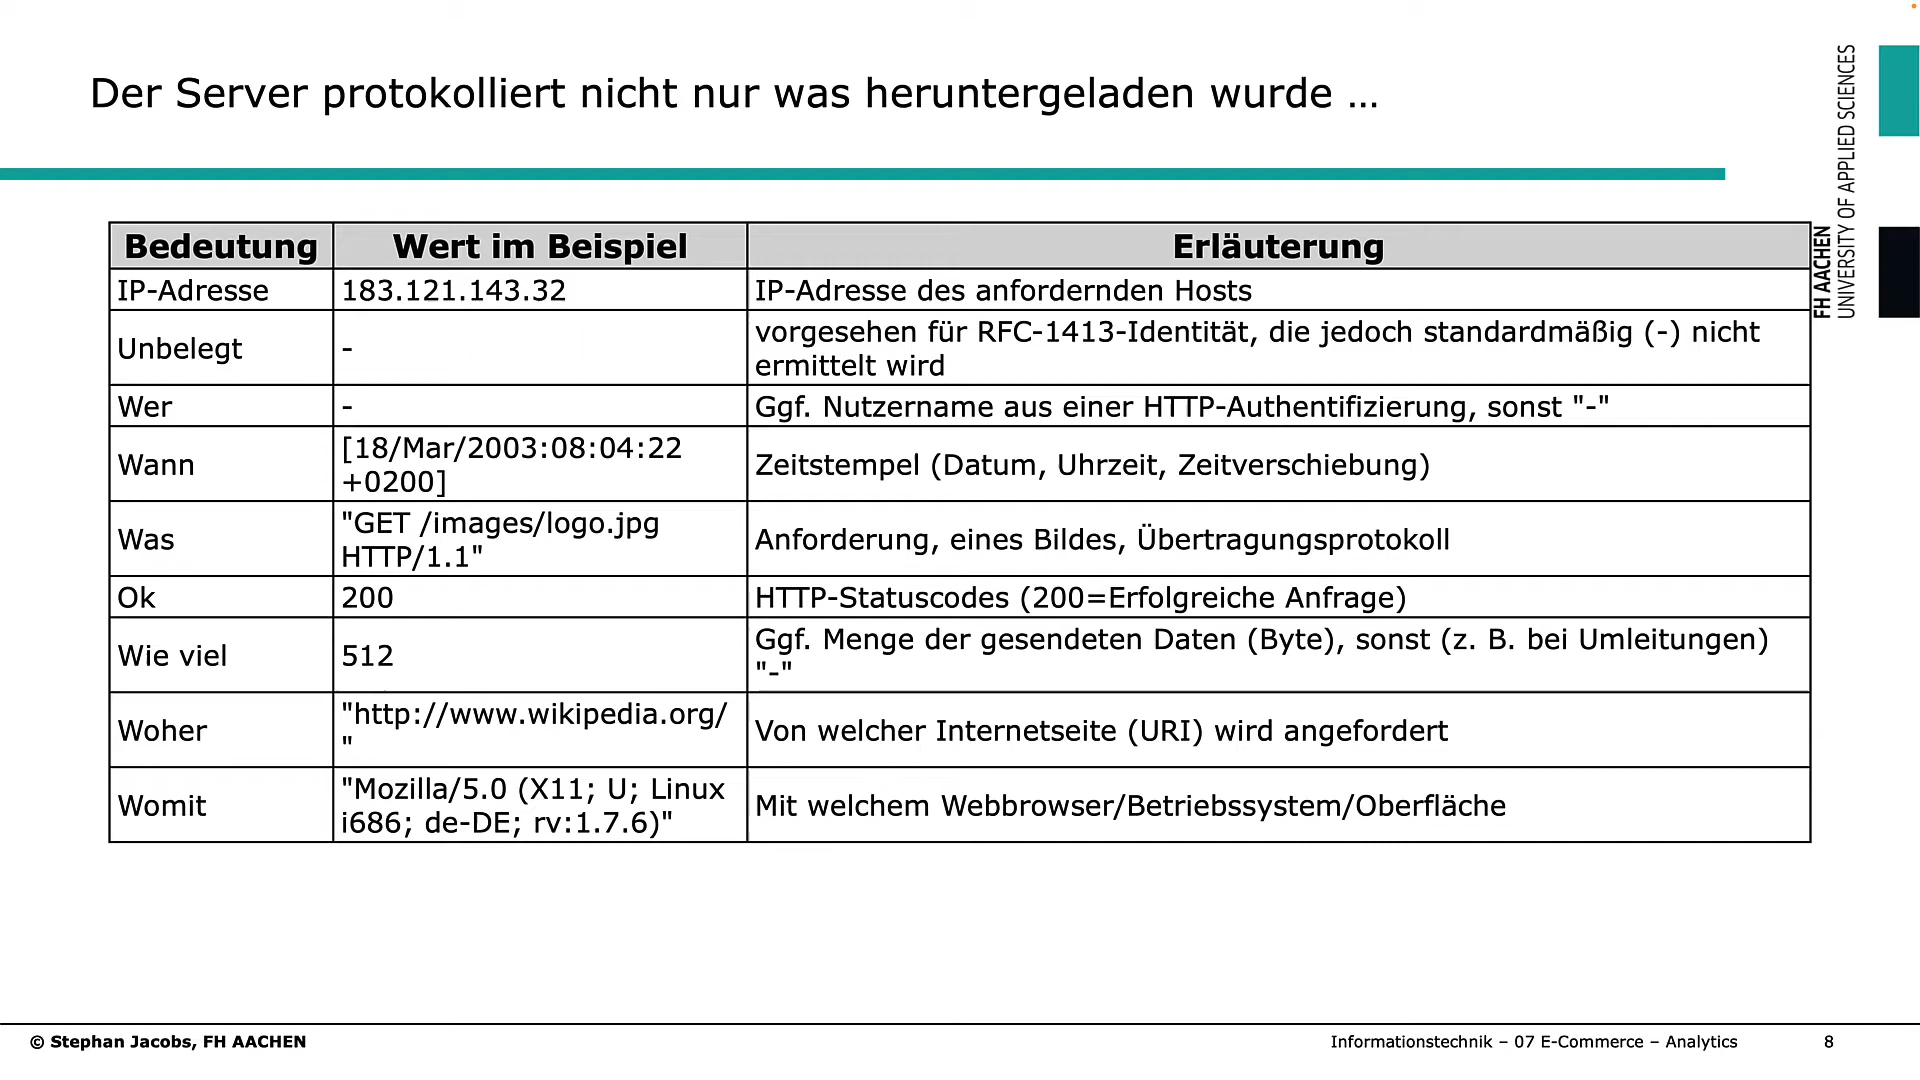 Der Server protokolliert nicht nur was heruntergeladen wurde …
FH AACHEN
UNIVERSITY OF APPLIED SCIENCES
Bedeutung Wert im Beispiel Erläuterung
IP-Adresse 183.121.143.32 IP-Adresse des anfordernden Hosts
Unbelegt - vorgesehen für RFC-1413-Identität, die jedoch standardmäßig (-) nicht
ermittelt wird
Wer - Ggf. Nutzername aus einer HTTP-Authentifizierung, sonst "-"
Wann [18/Mar/2003:08:04:22
+0200] Zeitstempel (Datum, Uhrzeit, Zeitverschiebung)
Was "GET /images/logo.jpg
HTTP/1.1" Anforderung, eines Bildes, Übertragungsprotokoll
Ok 200 HTTP-Statuscodes (200=Erfolgreiche Anfrage)
Wie viel 512 Ggf. Menge der gesendeten Daten (Byte), sonst (z. B. bei Umleitungen)
"-"
Woher "http://www.wikipedia.org/
" Von welcher Internetseite (URI) wird angefordert
Womit "Mozilla/5.0 (X11; U; Linux
i686; de-DE; rv:1.7.6)" Mit welchem Webbrowser/Betriebssystem/Oberfläche
© Stephan Jacobs, FH AACHEN
Informationstechnik – 07 E-Commerce – Analytics 8